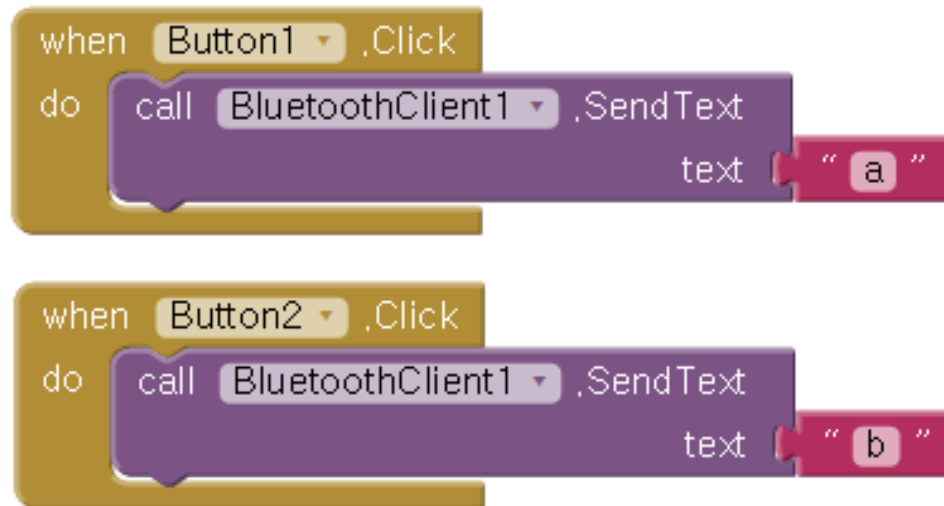 when Button1 .Click
do call BluetoothClient1 .SendText
text " a "
when Button2 .Click
do call BluetoothClient1 .SendText
text " b "